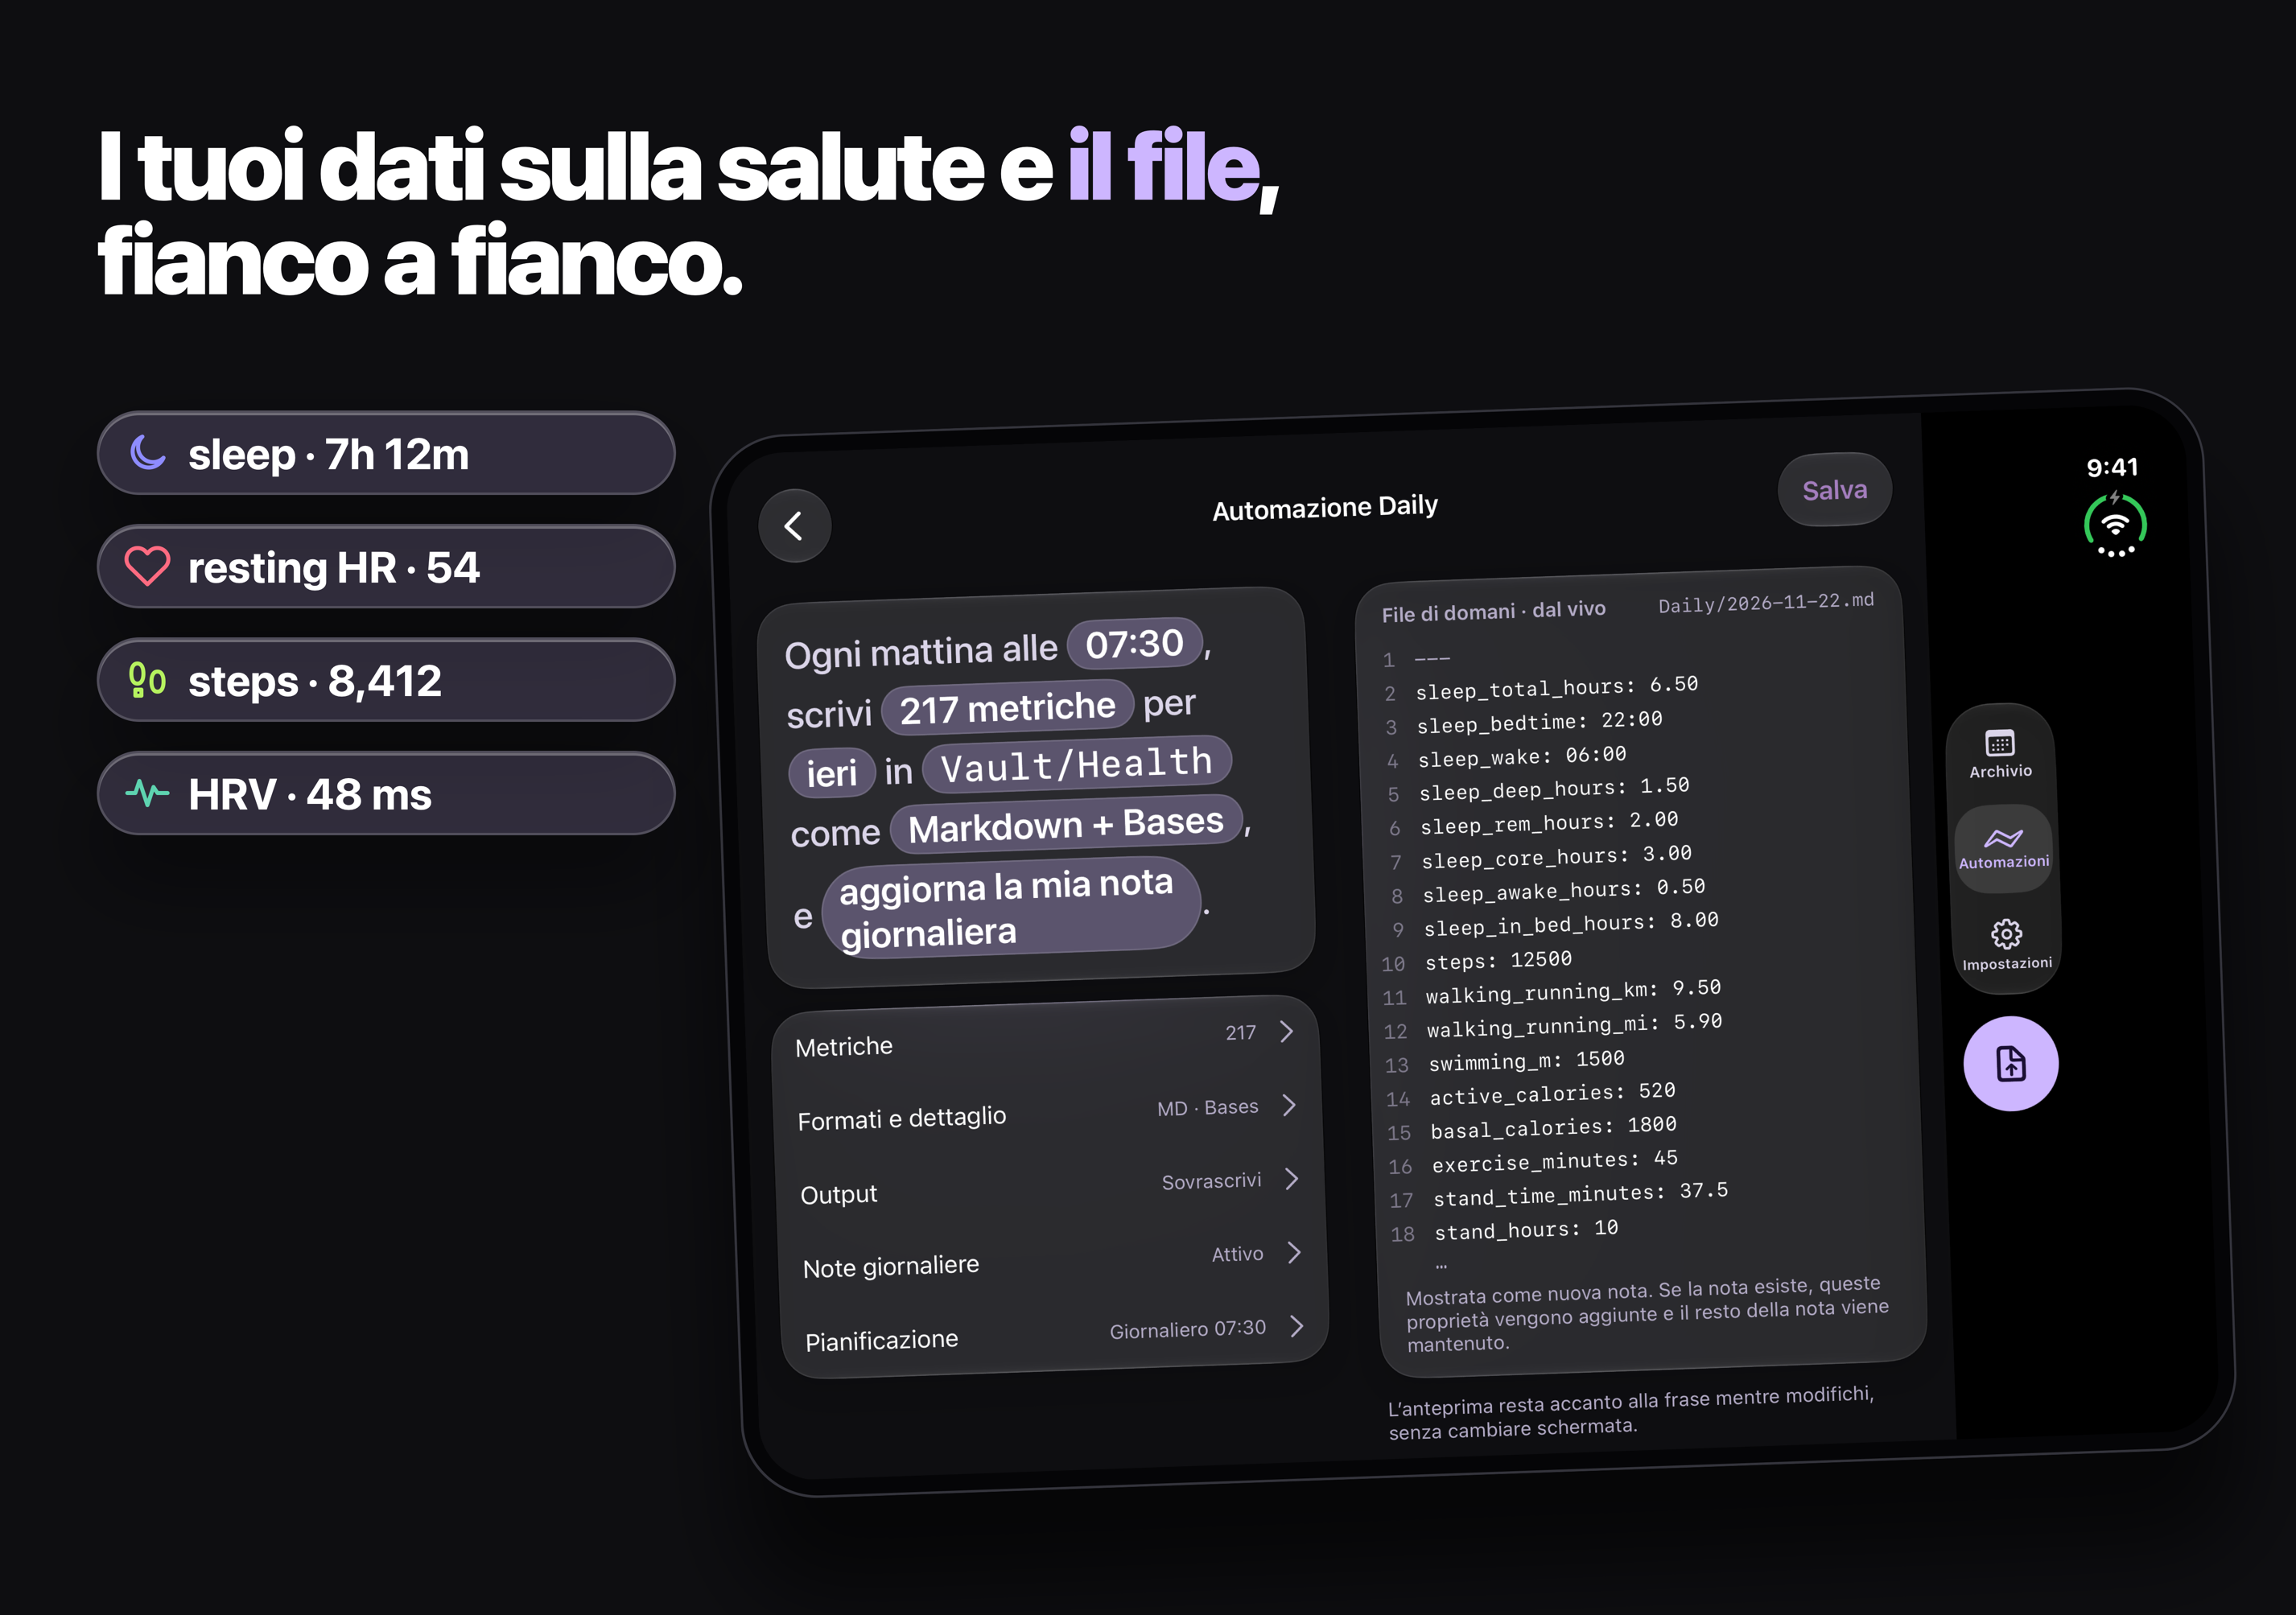 I tuoi dati sulla salute e il file,
fianco a fianco.
sleep · 7h 12m
resting HR · 54
steps · 8,412
HRV · 48 ms
Automazione Daily
Salva
9:41
Ogni mattina alle 07:30,
scrivi 217 metriche per
ieri in Vault/Health
come Markdown + Bases,
e aggiorna la mia nota
giornaliera.
Metriche 217
Formati e dettaglio MD · Bases
Output Sovrascrivi
Note giornaliere Attivo
Pianificazione Giornaliero 07:30
File di domani · dal vivo Daily/2026-11-22.md
1 ---
2 sleep_total_hours: 6.50
3 sleep_bedtime: 22:00
4 sleep_wake: 06:00
5 sleep_deep_hours: 1.50
6 sleep_rem_hours: 2.00
7 sleep_core_hours: 3.00
8 sleep_awake_hours: 0.50
9 sleep_in_bed_hours: 8.00
10 steps: 12500
11 walking_running_km: 9.50
12 walking_running_mi: 5.90
13 swimming_m: 1500
14 active_calories: 520
15 basal_calories: 1800
16 exercise_minutes: 45
17 stand_time_minutes: 37.5
18 stand_hours: 10
…
Mostrata come nuova nota. Se la nota esiste, queste
proprietà vengono aggiunte e il resto della nota viene
mantenuto.
L'anteprima resta accanto alla frase mentre modifichi,
senza cambiare schermata.
Archivio
Automazioni
Impostazioni